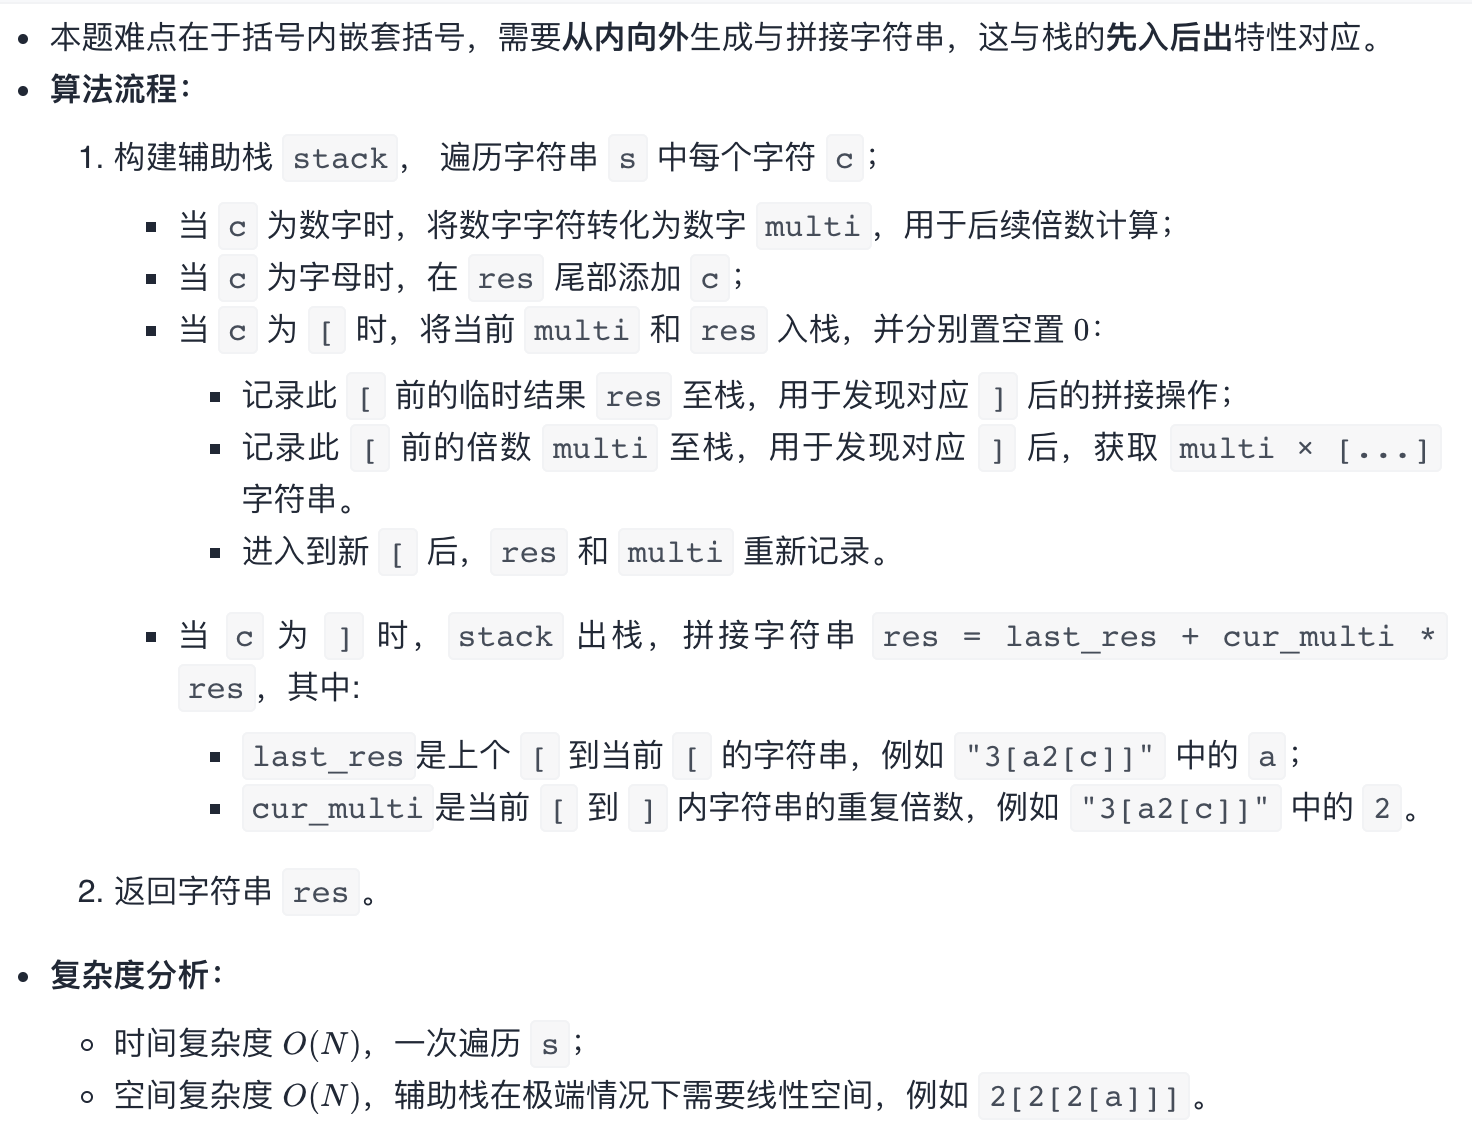 本题难点在于括号内嵌套括号，需要从内向外生成与拼接字符串，这与栈的先入后出特性对应。
算法流程：
1. 构建辅助栈 stack， 遍历字符串 s 中每个字符 c；
当 c 为数字时，将数字字符转化为数字 multi，用于后续倍数计算；
当 c 为字母时，在 res 尾部添加 c；
当 c 为 [ 时，将当前 multi 和 res 入栈，并分别置空置 0：
记录此 [ 前的临时结果 res 至栈，用于发现对应 ] 后的拼接操作；
记录此 [ 前的倍数 multi 至栈，用于发现对应 ] 后，获取 multi × [...]
字符串。
进入到新 [ 后，res 和 multi 重新记录。
当 c 为 ] 时，stack 出栈，拼接字符串 res = last_res + cur_multi *
res，其中:
last_res是上个 [ 到当前 [ 的字符串，例如 "3[a2[c]]" 中的 a；
cur_multi是当前 [ 到 ] 内字符串的重复倍数，例如 "3[a2[c]]" 中的 2。
2. 返回字符串 res。
复杂度分析：
时间复杂度 O(N)，一次遍历 s；
空间复杂度 O(N)，辅助栈在极端情况下需要线性空间，例如 2[2[2[a]]]。